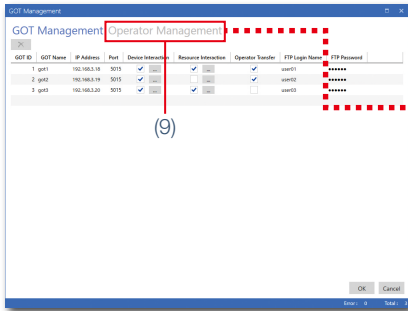 GOT Management
GOT Management Operator Management
GOT ID GOT Name IP Address Port Device Interaction Resource Interaction Operator Transfer FTP Login Name FTP Password
1 got1 192.168.3.18 5015 ... ... user01 ••••••
2 got2 192.168.3.19 5015 ... ... user02 ••••••
3 got3 192.168.3.20 5015 ... ... user03 ••••••
(9)
OK Cancel
Error : 0 Total : 3